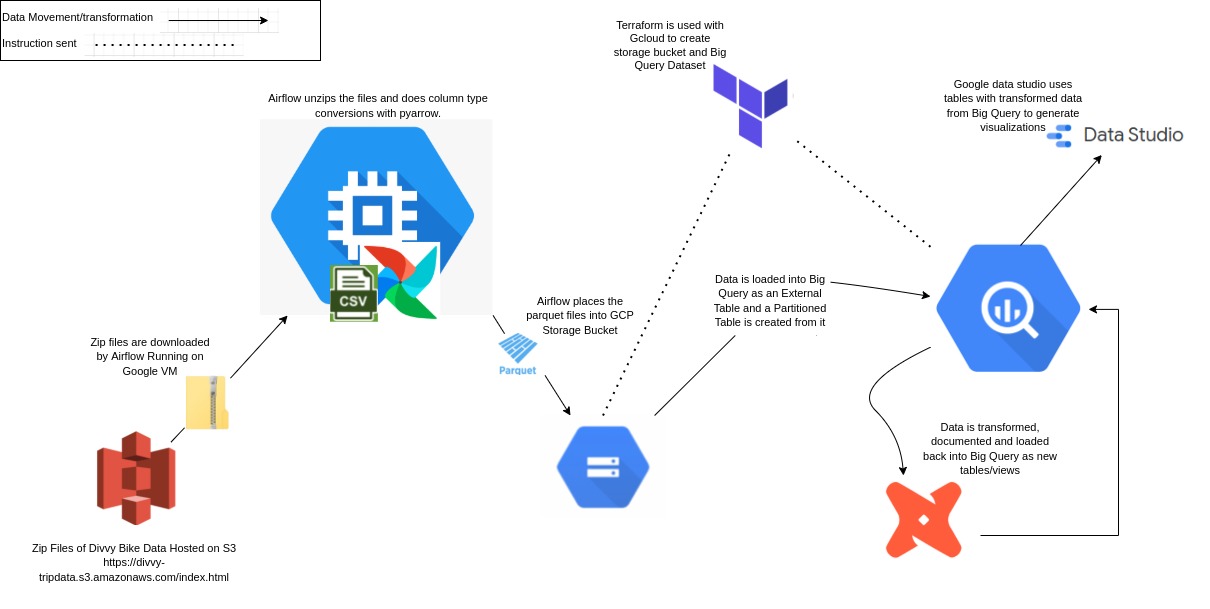 Data Movement/transformation
Instruction sent
Terraform is used with
Gcloud to create
storage bucket and Big
Query Dataset
Google data studio uses
tables with transformed data
from Big Query to generate
visualizations
Data Studio
Airflow unzips the files and does column type
conversions with pyarrow.
CSV
Data is loaded into Big
Query as an External
Table and a Partitioned
Table is created from it
Airflow places the
parquet files into GCP
Storage Bucket
Parquet
Zip files are downloaded
by Airflow Running on
Google VM
Data is transformed,
documented and loaded
back into Big Query as new
tables/views
Zip Files of Divvy Bike Data Hosted on S3
https://divvy-
tripdata.s3.amazonaws.com/index.html